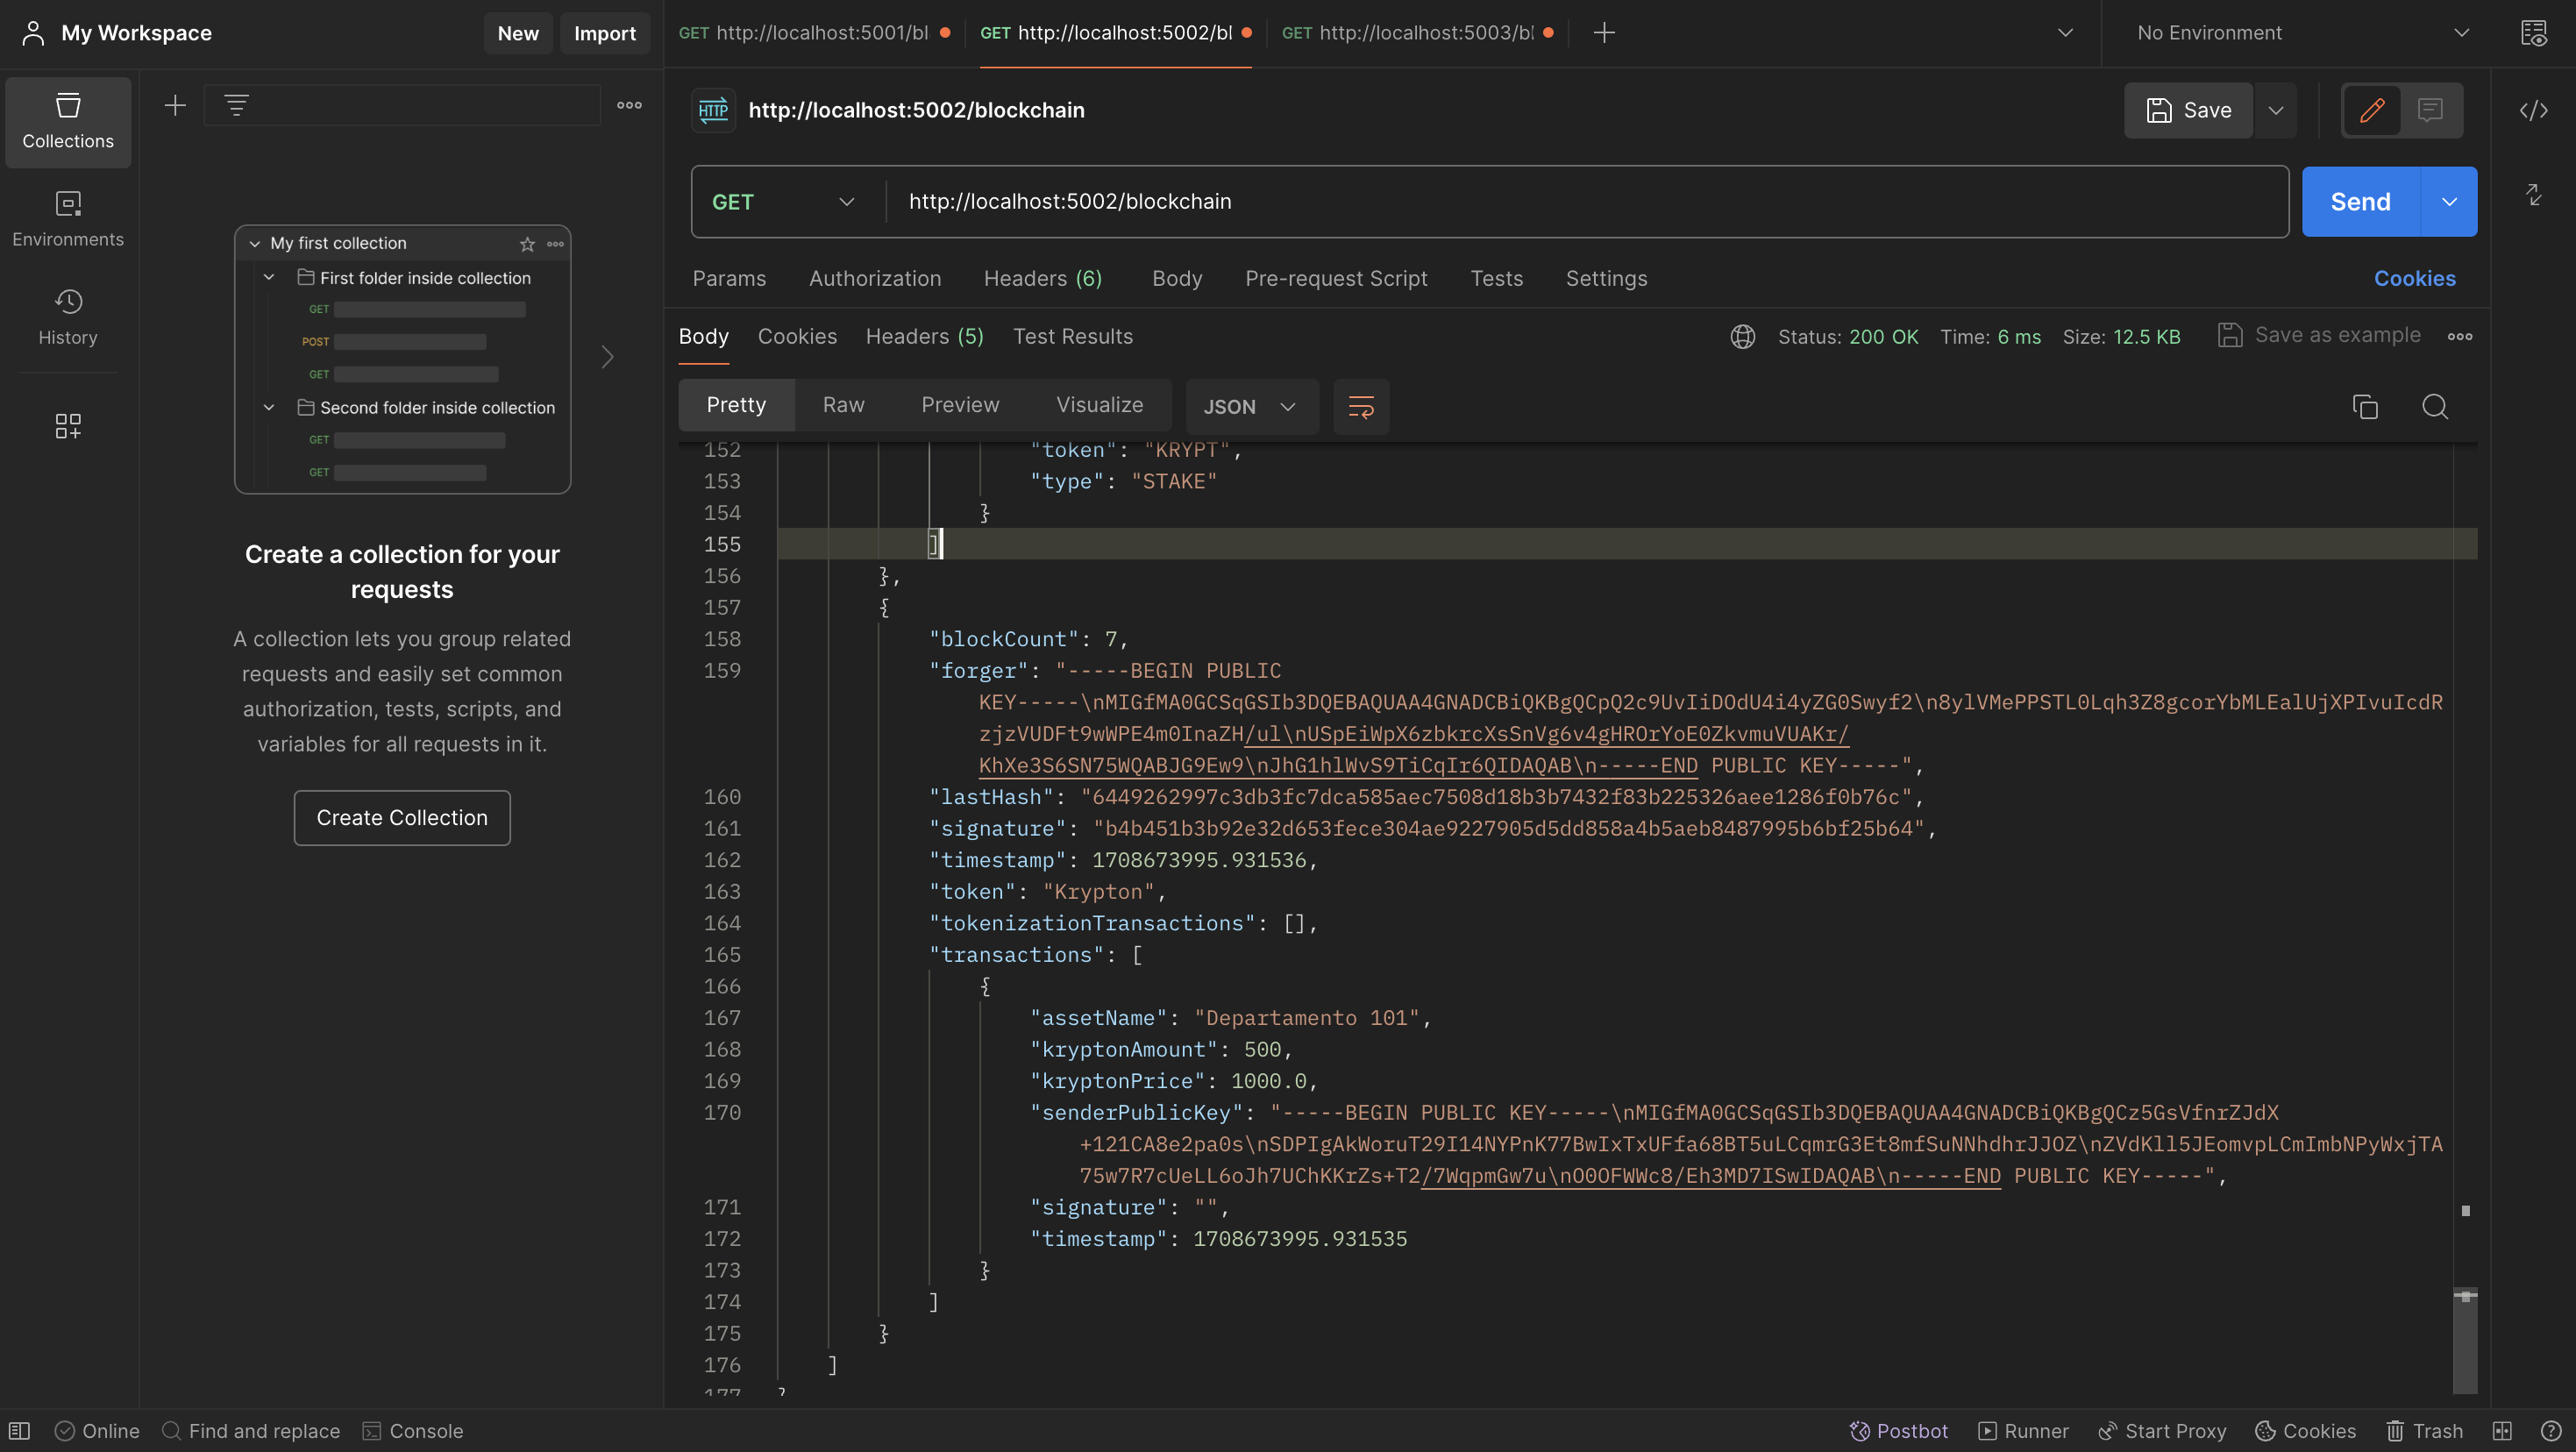 My Workspace
New
Import
GET http://localhost:5001/bl
GET http://localhost:5002/bl
GET http://localhost:5003/bl
No Environment
Collections
Environments
History
My first collection
First folder inside collection
GET
POST
GET
Second folder inside collection
GET
GET
Create a collection for your
requests
A collection lets you group related
requests and easily set common
authorization, tests, scripts, and
variables for all requests in it.
Create Collection
HTTP http://localhost:5002/blockchain
Save
GET http://localhost:5002/blockchain
Send
Params Authorization Headers (6) Body Pre-request Script Tests Settings Cookies
Body Cookies Headers (5) Test Results Status: 200 OK Time: 6 ms Size: 12.5 KB Save as example
Pretty Raw Preview Visualize JSON
152 "token": "KRYPT",
153 "type": "STAKE"
154 }
155 ]
156 },
157 {
158 "blockCount": 7,
159 "forger": "-----BEGIN PUBLIC
KEY-----\nMIGfMA0GCSqGSIb3DQEBAQUAA4GNADCBiQKBgQCpQ2c9UvIiDOdU4i4yZG0Swyf2\n8ylVMePPSTL0Lqh3Z8gcorYbMLEalUjXPIvuIcdR
zjzVUDFt9wWPE4m0InaZH/ul\nUSpEiWpX6zbkrcXsSnVg6v4gHROrYoE0ZkvmuVUAKr/
KhXe3S6SN75WQABJG9Ew9\nJhG1hlWvS9TiCqIr6QIDAQAB\n-----END PUBLIC KEY-----",
160 "lastHash": "6449262997c3db3fc7dca585aec7508d18b3b7432f83b225326aee1286f0b76c",
161 "signature": "b4b451b3b92e32d653fece304ae9227905d5dd858a4b5aeb8487995b6bf25b64",
162 "timestamp": 1708673995.931536,
163 "token": "Krypton",
164 "tokenizationTransactions": [],
165 "transactions": [
166 {
167 "assetName": "Departamento 101",
168 "kryptonAmount": 500,
169 "kryptonPrice": 1000.0,
170 "senderPublicKey": "-----BEGIN PUBLIC KEY-----\nMIGfMA0GCSqGSIb3DQEBAQUAA4GNADCBiQKBgQCz5GsVfnrZJdX
+121CA8e2pa0s\nSDPIgAkWoruT29I14NYPnK77BwIxTxUFfa68BT5uLCqmrG3Et8mfSuNNhdhrJJOZ\nZVdKll5JEomvpLCmImbNPyWxjTA
75w7R7cUeLL6oJh7UChKKrZs+T2/7WqpmGw7u\nO0OFWWc8/Eh3MD7ISwIDAQAB\n-----END PUBLIC KEY-----",
171 "signature": "",
172 "timestamp": 1708673995.931535
173 }
174 ]
175 }
176 ]
177 }
Online Find and replace Console Postbot Runner Start Proxy Cookies Trash